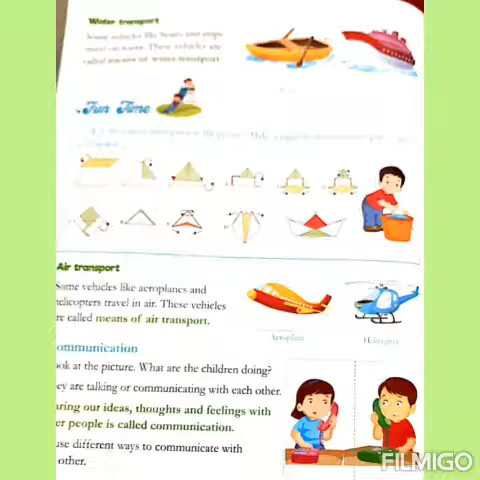 Water transport
Some vehicles like boats and ships
travel on water. These vehicles are
called means of water transport.
Fun Time
Air transport
Some vehicles like aeroplanes and
helicopters travel in air. These vehicles
re called means of air transport.
Aeroplane
Helicopter
ommunication
ok at the picture. What are the children doing?
ey are talking or communicating with each other.
aring our ideas, thoughts and feelings with
er people is called communication.
use different ways to communicate with
other.
FILMIGO